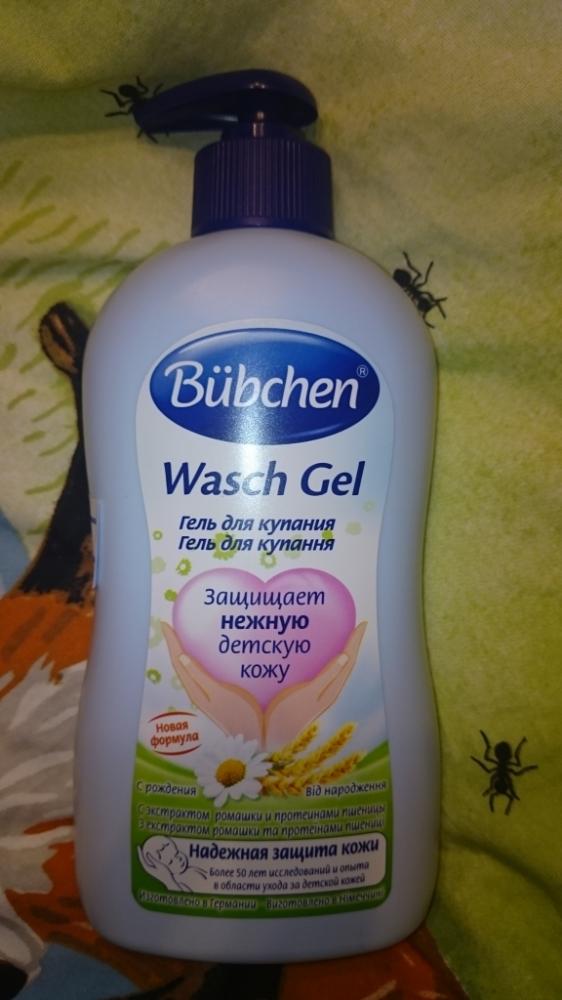 Bübchen®
Wasch Gel
Гель для купания
Гель для купання
Защищает
нежную
детскую
кожу
Новая
формула
С рождения
Від народження
С экстрактом ромашки и протеинами пшеницы
З екстрактом ромашки та протеїнами пшениці
Надежная защита кожи
Более 50 лет исследований и опыта
в области ухода за детской кожей
Изготовлено в Германии - Виготовлено в Німеччині